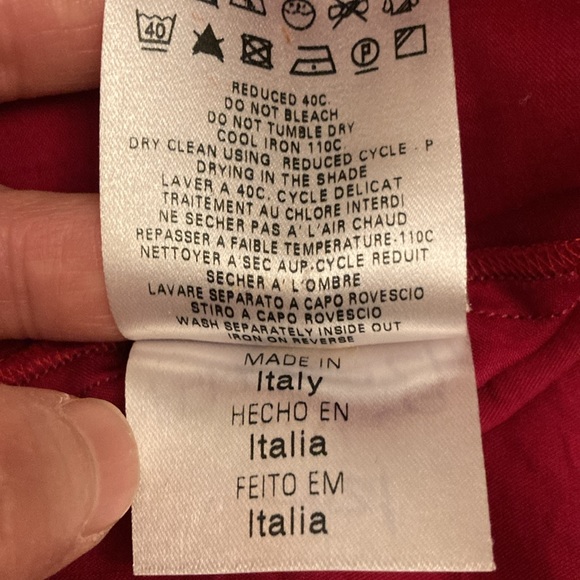 40
P
REDUCED 40C.
DO NOT BLEACH
DO NOT TUMBLE DRY
COOL IRON 110C
DRY CLEAN USING REDUCED CYCLE - P
DRYING IN THE SHADE
LAVER A 40C. CYCLE DELICAT
TRAITEMENT AU CHLORE INTERDI
NE SECHER PAS A' L'AIR CHAUD
REPASSER A FAIBLE TEMPERATURE-110C
NETTOYER A'SEC AUP.CYCLE REDUIT
SECHER A' L'OMBRE
LAVARE SEPARATO A CAPO ROVESCIO
STIRO A CAPO ROVESCIO
WASH SEPARATELY INSIDE OUT
IRON ON REVERSE
MADE IN
Italy
HECHO EN
Italia
FEITO EM
Italia